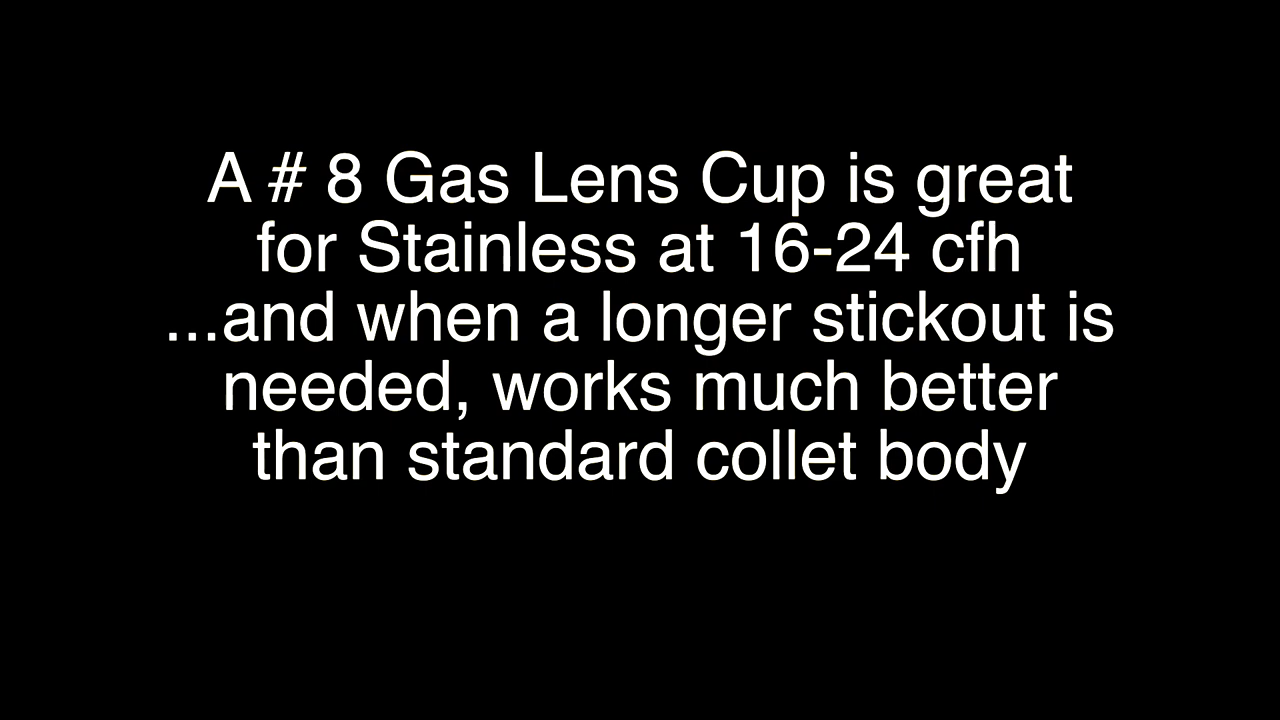 A # 8 Gas Lens Cup is great
for Stainless at 16-24 cfh
...and when a longer stickout is
needed, works much better
than standard collet body